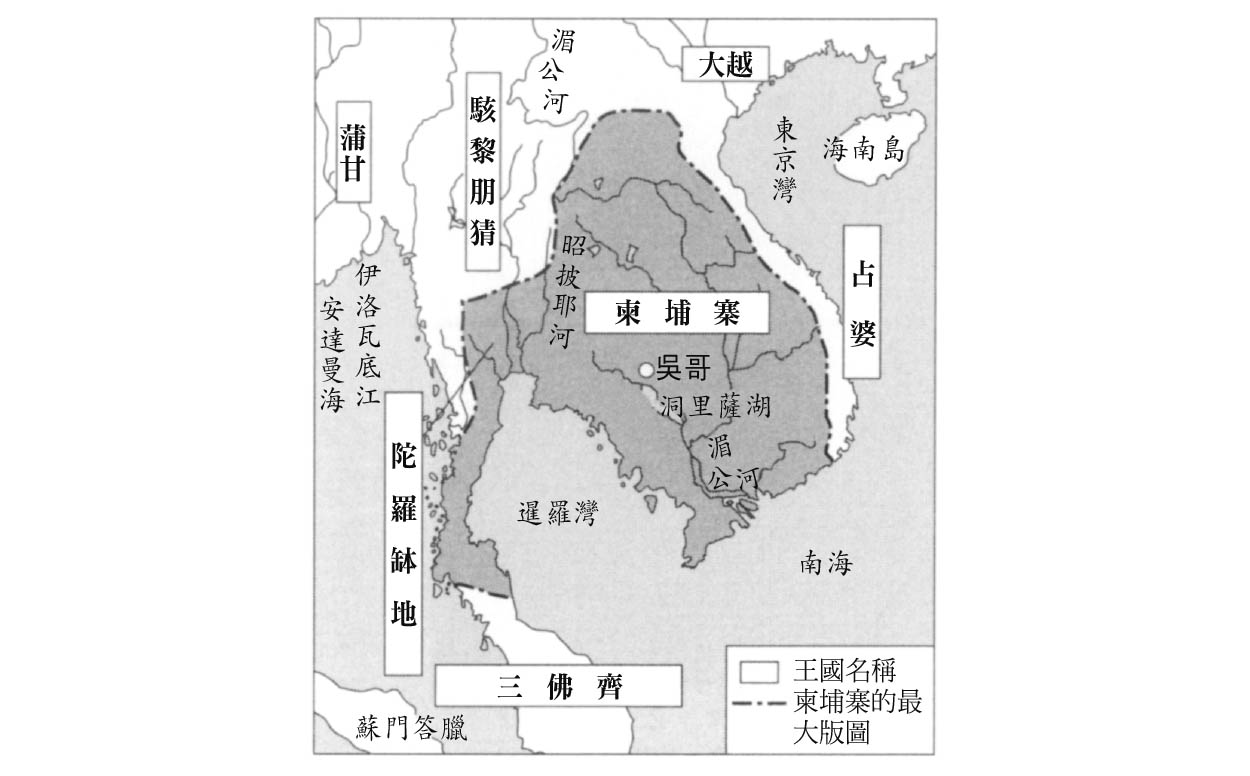 湄公河
大越
蒲甘
駭黎朋猜
東京灣
海南島
昭披耶河
占婆
伊洛瓦底江
安達曼海
柬埔寨
吳哥
洞里薩湖
陀羅缽地
湄公河
暹羅灣
南海
三佛齊
蘇門答臘
王國名稱
柬埔寨的最
大版圖